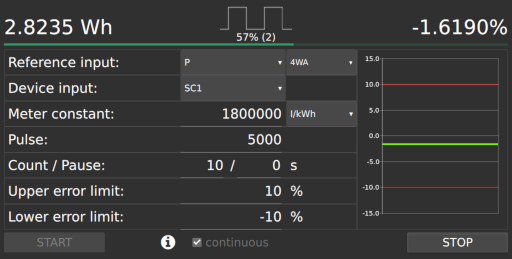 2.8235 Wh
57% (2)
-1.6190%
Reference input: P 4WA
Device input: SC1
Meter constant: 1800000 I/kWh
Pulse: 5000
Count / Pause: 10 / 0 s
Upper error limit: 10 %
Lower error limit: -10 %
15.0
10.0
5.0
0.0
-5.0
-10.0
-15.0
START
continuous
STOP